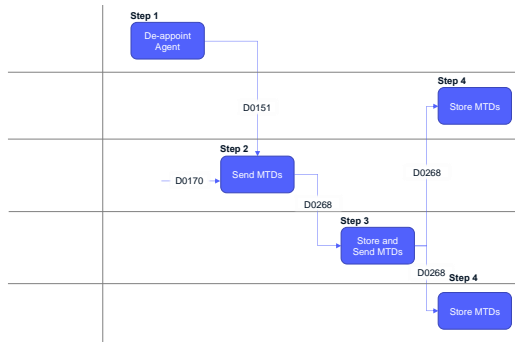 Step 1
De-appoint
Agent
Step 4
Store MTDs
D0151
Step 2
Send MTDs
D0170
D0268
D0268
Step 3
Store and
Send MTDs
D0268
Step 4
Store MTDs